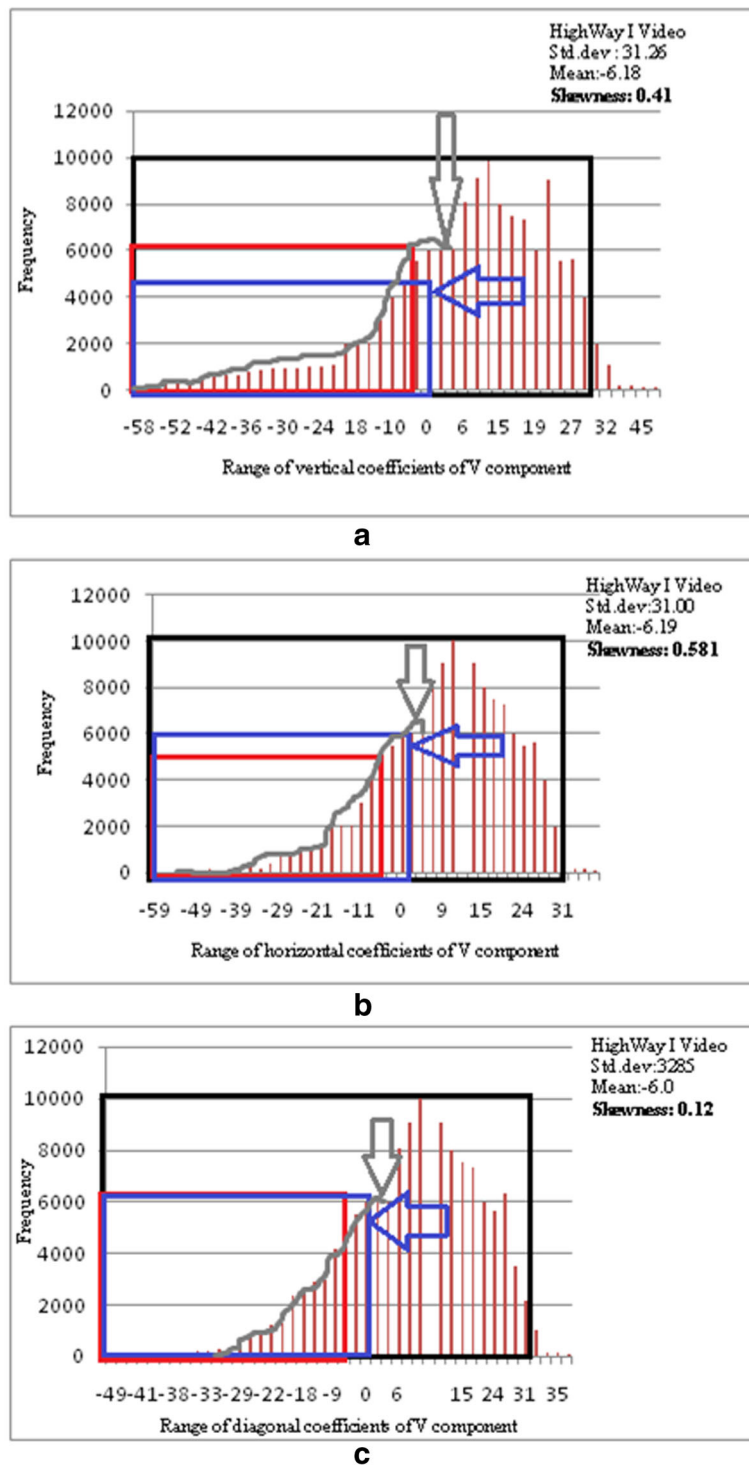 HighWay I Video
Std.dev : 31.26
Mean:-6.18
Skewness: 0.41
12000
10000
8000
6000
4000
2000
0
Frequency
-58 -52 -42 -36 -30 -24 18 -10 0 6 15 19 27 32 45
Range of vertical coefficients of V component
a
HighWay I Video
Std.dev:31.00
Mean:-6.19
Skewness: 0.581
12000
10000
8000
6000
4000
2000
0
Frequency
-59 -49 -39 -29 -21 -11 0 9 15 24 31
Range of horizontal coefficients of V component
b
HighWay I Video
Std.dev:3285
Mean:-6.0
Skewness: 0.12
12000
10000
8000
6000
4000
2000
0
Frequency
-49-41-38-33-29-22-18 -9 0 6 15 24 31 35
Range of diagonal coefficients of V component
c